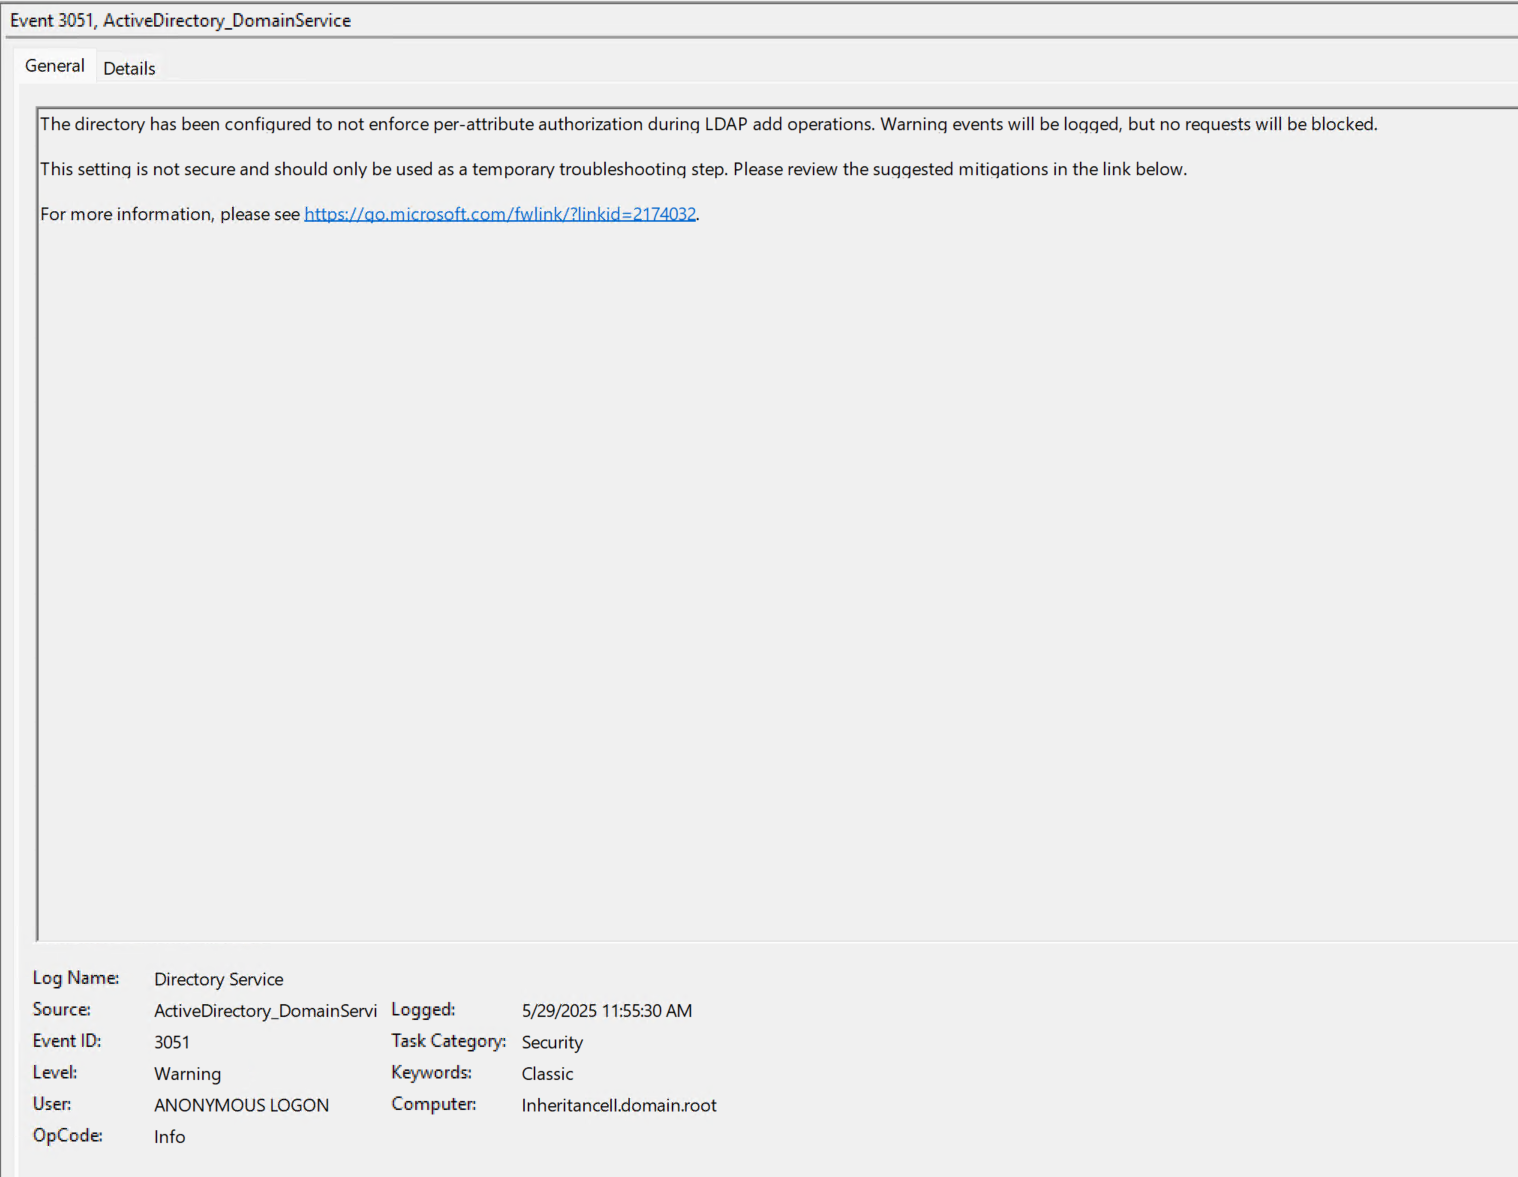 Event 3051, ActiveDirectory_DomainService
General
Details
The directory has been configured to not enforce per-attribute authorization during LDAP add operations. Warning events will be logged, but no requests will be blocked.
This setting is not secure and should only be used as a temporary troubleshooting step. Please review the suggested mitigations in the link below.
For more information, please see https://go.microsoft.com/fwlink/?linkid=2174032.
Log Name: Directory Service
Source: ActiveDirectory_DomainServi Logged: 5/29/2025 11:55:30 AM
Event ID: 3051 Task Category: Security
Level: Warning Keywords: Classic
User: ANONYMOUS LOGON Computer: Inheritancell.domain.root
OpCode: Info